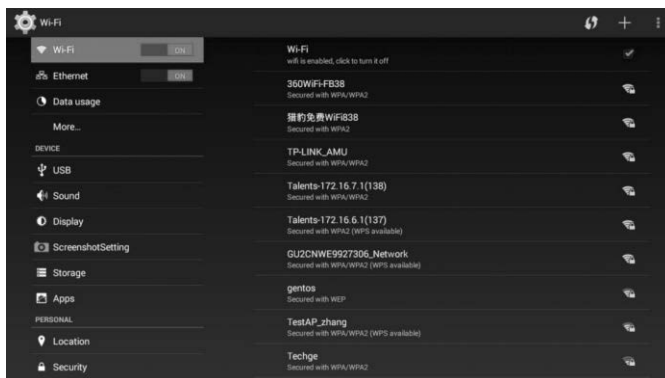 Wi-Fi
Wi-Fi
ON
Ethernet
ON
Data usage
More...
DEVICE
USB
Sound
Display
ScreenshotSetting
Storage
Apps
PERSONAL
Location
Security
Wi-Fi
wifi is enabled, click to turn it off
360WiFi-FB38
Secured with WPA/WPA2
猎豹免费WiFi838
Secured with WPA2
TP-LINK_AMU
Secured with WPA/WPA2
Talents-172.16.7.1(138)
Secured with WPA/WPA2
Talents-172.16.6.1(137)
Secured with WPA2 (WPS available)
GU2CNWE9927306_Network
Secured with WPA/WPA2 (WPS available)
gentos
Secured with WEP
TestAP_zhang
Secured with WPA/WPA2 (WPS available)
Techge
Secured with WPA/WPA2